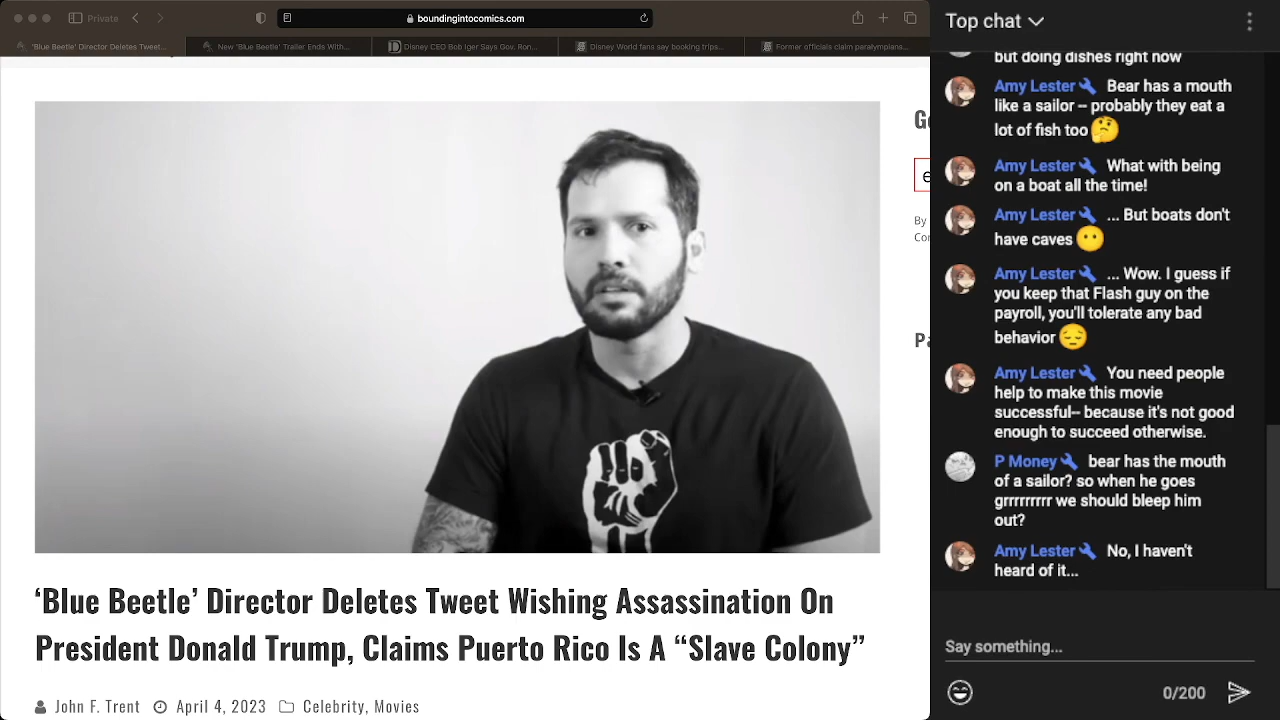 Private
boundingintocomics.com
'Blue Beetle' Director Deletes Tweet...
New 'Blue Beetle' Trailer Ends With...
Disney CEO Bob Iger Says Gov. Ron...
Disney World fans say booking trips...
Former officials claim paralympians...
‘Blue Beetle’ Director Deletes Tweet Wishing Assassination On
President Donald Trump, Claims Puerto Rico Is A “Slave Colony”
John F. Trent April 4, 2023 Celebrity, Movies
By
Top chat
but doing dishes right now
Amy Lester Bear has a mouth
like a sailor -- probably they eat a
lot of fish too 🤔
Amy Lester What with being
on a boat all the time!
Amy Lester ... But boats don't
have caves 😶
Amy Lester ... Wow. I guess if
you keep that Flash guy on the
payroll, you'll tolerate any bad
behavior 😔
Amy Lester You need people
help to make this movie
successful-- because it's not good
enough to succeed otherwise.
P Money bear has the mouth
of a sailor? so when he goes
grrrrrrrrr we should bleep him
out?
Amy Lester No, I haven't
heard of it...
Say something...
0/200